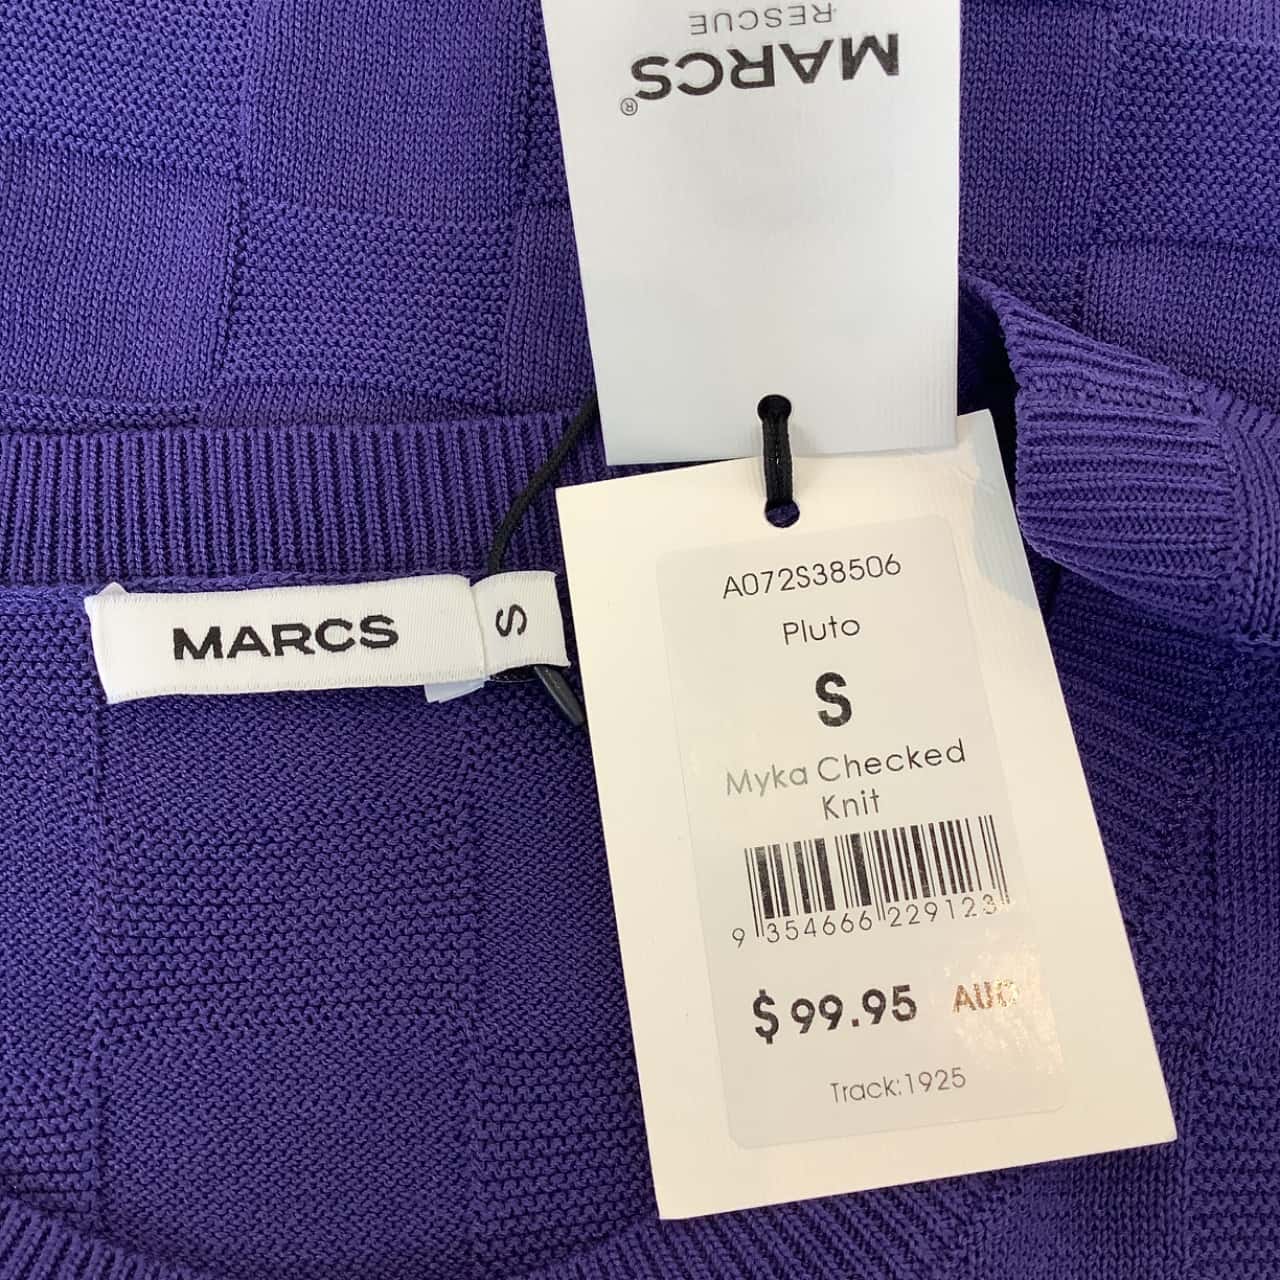 MARCS®
RESCUE
MARCS
S
A072S38506
Pluto
S
Myka Checked
Knit
9 354666 229123
$99.95 AUD
Track:1925